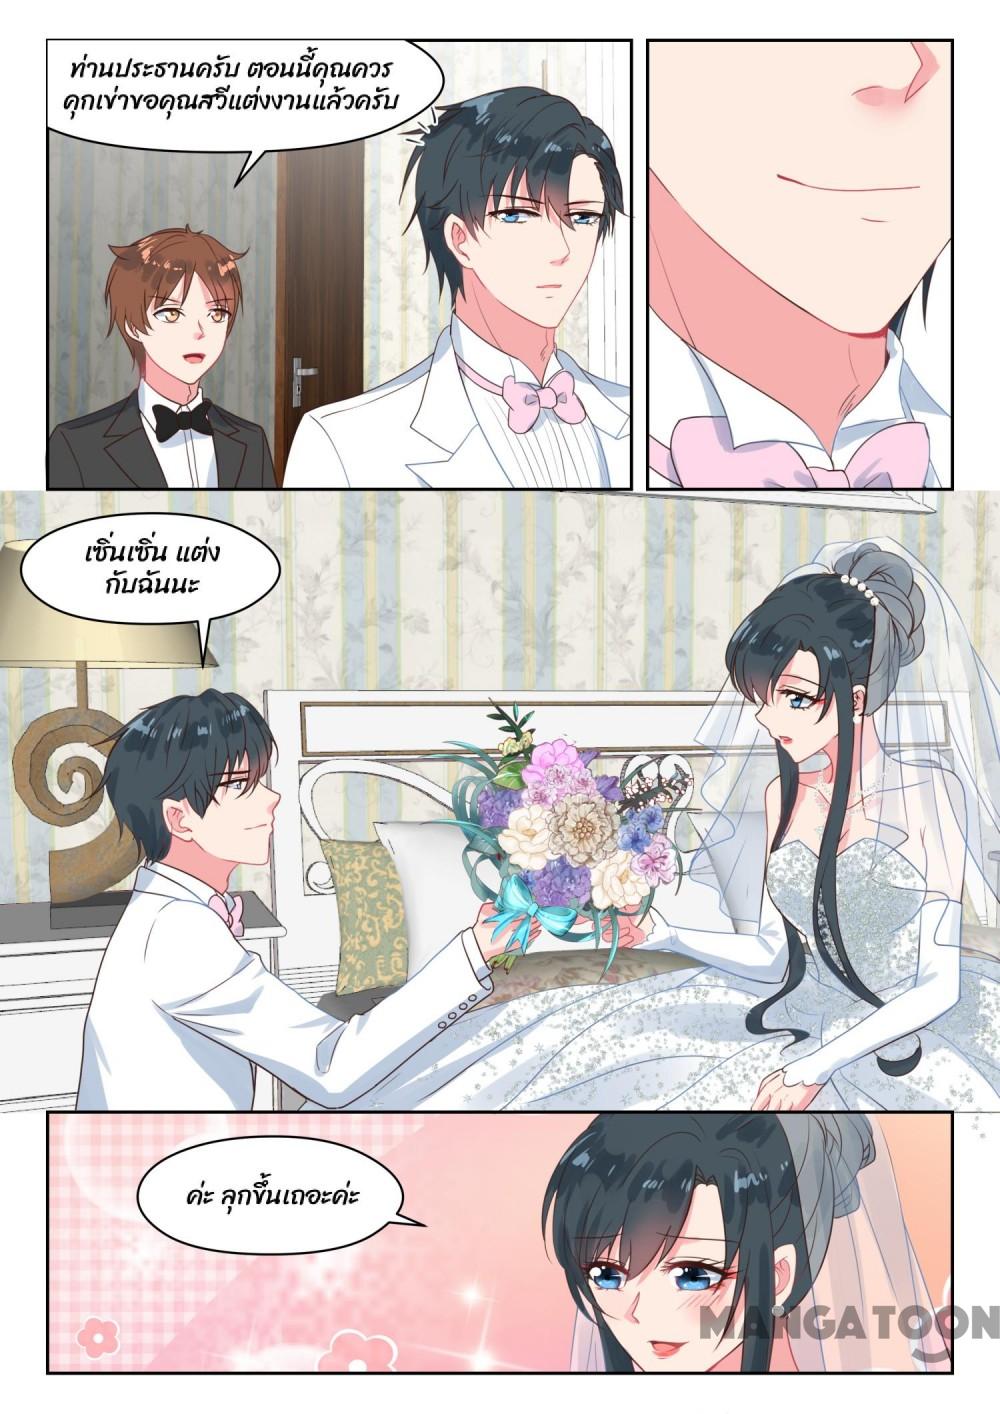 ท่านประธานครับ ตอนนี้คุณควร
คุกเข่าขอคุณสวีแต่งงานแล้วครับ
เซิ่นเซิ่น แต่ง
กับฉันนะ
ค่ะ ลุกขึ้นเถอะค่ะ
MANGATOON